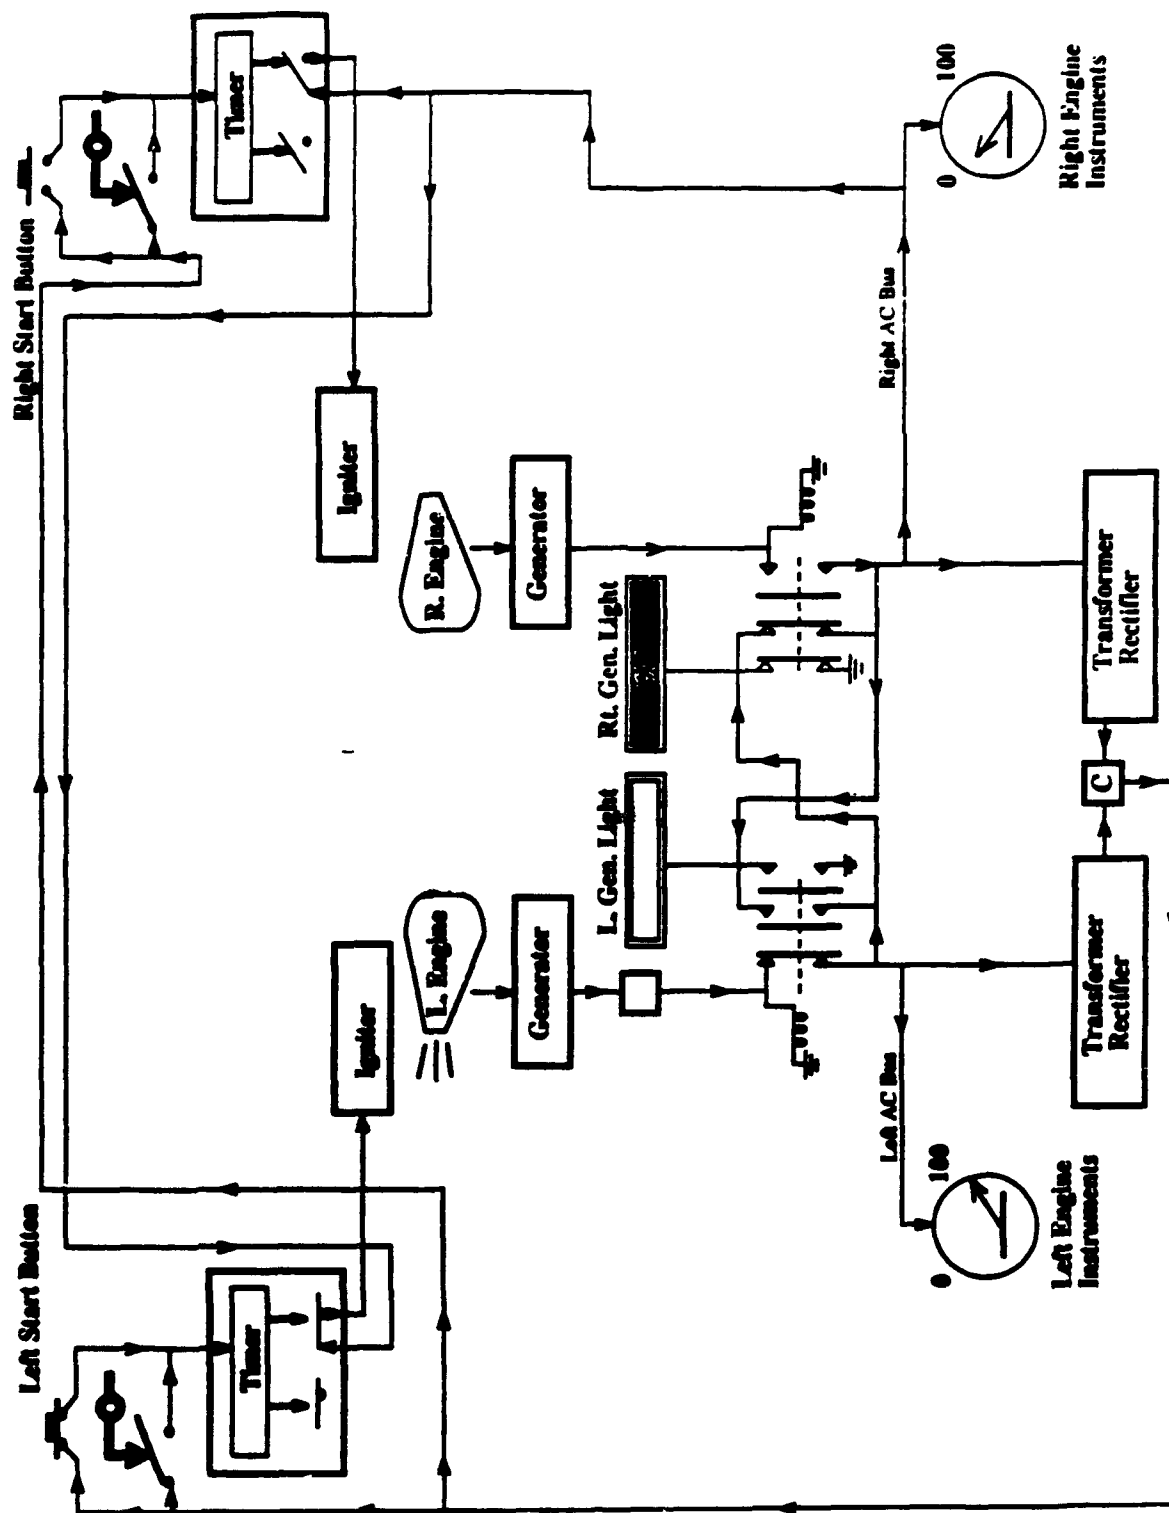 Left Start Button
Timer
Igniter
L. Engine
Generator
L. Gen. Light
Left AC Bus
0 100
Left Engine
Instruments
Transformer
Rectifier
C
Right Start Button
Timer
Igniter
R. Engine
Generator
Rt. Gen. Light
Right AC Bus
0 100
Right Engine
Instruments
Transformer
Rectifier